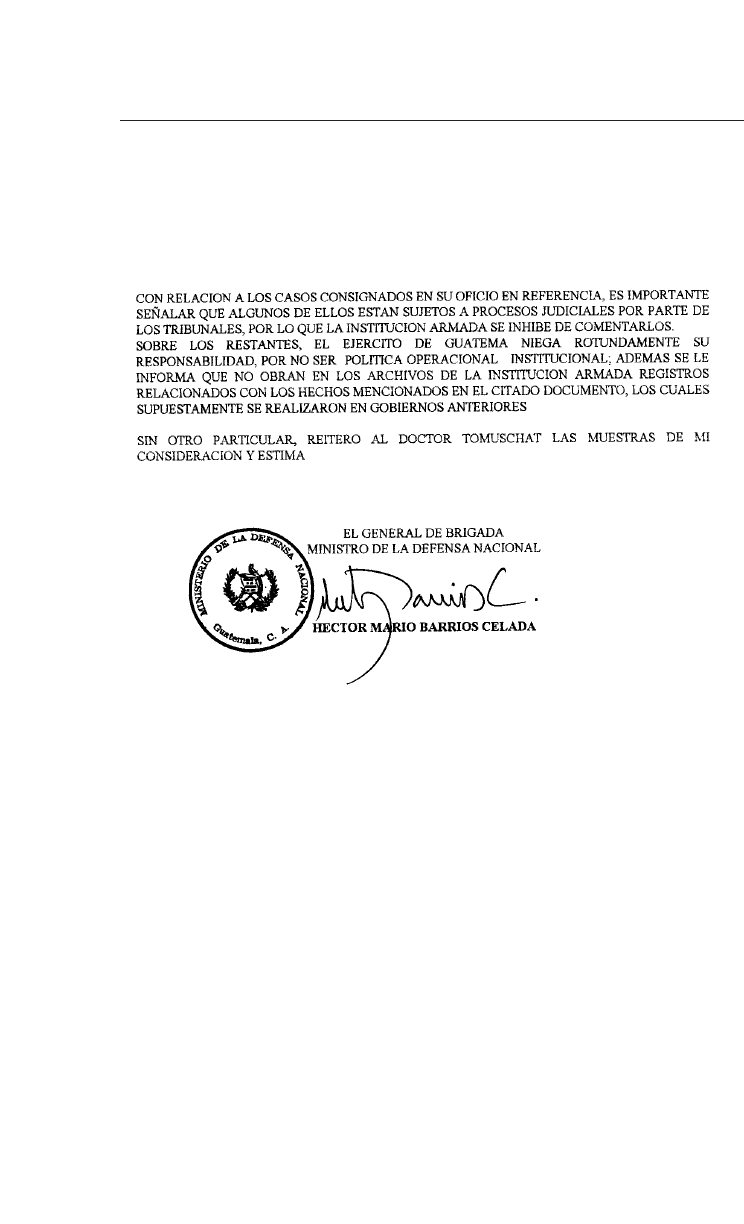 CON RELACION A LOS CASOS CONSIGNADOS EN SU OFICIO EN REFERENCIA, ES IMPORTANTE
SEÑALAR QUE ALGUNOS DE ELLOS ESTAN SUJETOS A PROCESOS JUDICIALES POR PARTE DE
LOS TRIBUNALES, POR LO QUE LA INSTITUCION ARMADA SE INHIBE DE COMENTARLOS.
SOBRE LOS RESTANTES, EL EJERCITO DE GUATEMA NIEGA ROTUNDAMENTE SU
RESPONSABILIDAD, POR NO SER POLITICA OPERACIONAL INSTITUCIONAL; ADEMAS SE LE
INFORMA QUE NO OBRAN EN LOS ARCHIVOS DE LA INSTITUCION ARMADA REGISTROS
RELACIONADOS CON LOS HECHOS MENCIONADOS EN EL CITADO DOCUMENTO, LOS CUALES
SUPUESTAMENTE SE REALIZARON EN GOBIERNOS ANTERIORES
SIN OTRO PARTICULAR, REITERO AL DOCTOR TOMUSCHAT LAS MUESTRAS DE MI
CONSIDERACION Y ESTIMA
EL GENERAL DE BRIGADA
MINISTRO DE LA DEFENSA NACIONAL
MINISTERIO DE LA DEFENSA NACIONAL
Guatemala, C. A.
HECTOR MARIO BARRIOS CELADA